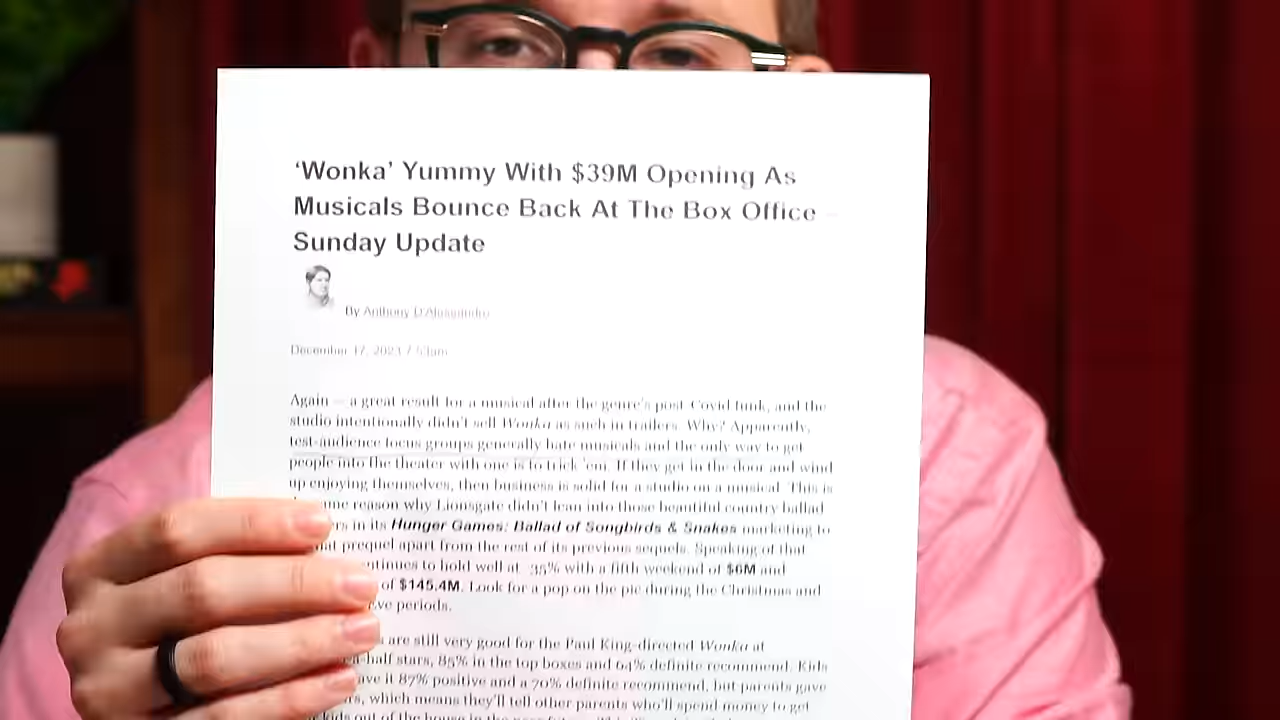 ‘Wonka’ Yummy With $39M Opening As
Musicals Bounce Back At The Box Office –
Sunday Update
By Anthony D'Alessandro
December 17, 2023 / 53am
Again — a great result for a musical after the genre's post-Covid funk, and the
studio intentionally didn't sell Wonka as such in trailers. Why? Apparently,
test-audience focus groups generally hate musicals and the only way to get
people into the theater with one is to trick 'em. If they get in the door and wind
up enjoying themselves, then business is solid for a studio on a musical. This is
reason why Lionsgate didn't lean into those beautiful country ballad
in its Hunger Games: Ballad of Songbirds & Snakes marketing to
prequel apart from the rest of its previous sequels. Speaking of that
to hold well at -35% with a fifth weekend of $6M and
of $145.4M. Look for a pop on the pic during the Christmas and
periods.
are still very good for the Paul King-directed Wonka at
half stars, 85% in the top boxes and 64% definite recommend. Kids
it 87% positive and a 70% definite recommend, but parents gave
which means they'll tell other parents who'll spend money to get
kids out of the house in the